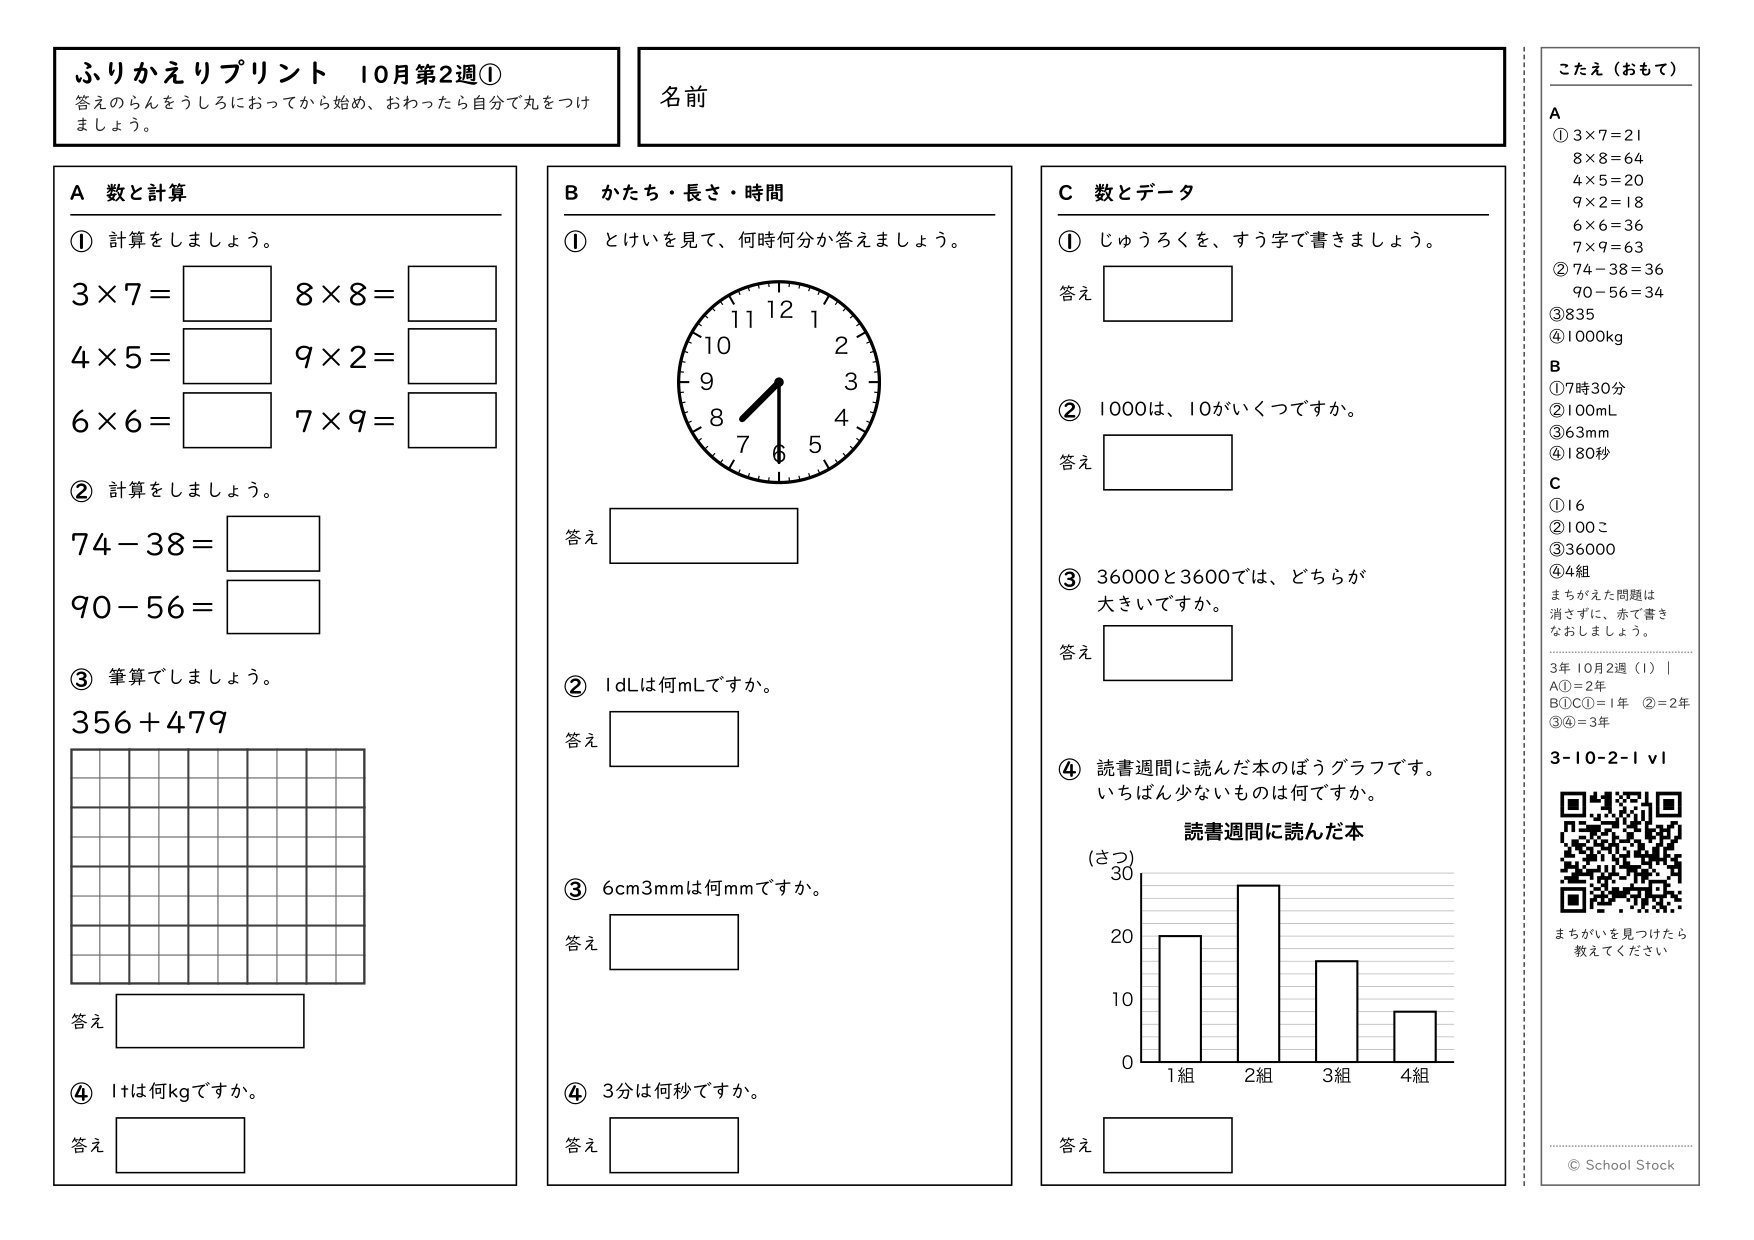 ふりかえりプリント　10月第2週①
答えのらんをうしろにおってから始め、おわったら自分で丸をつけ
ましょう。
名前
A　数と計算
①　計算をしましょう。
3×7＝　8×8＝
4×5＝　9×2＝
6×6＝　7×9＝
②　計算をしましょう。
74－38＝
90－56＝
③　筆算でしましょう。
356＋479
答え
④　1tは何kgですか。
答え
B　かたち・長さ・時間
①　とけいを見て、何時何分か答えましょう。
12
11　1
10　2
9　3
8　4
7　5
6
答え
②　1dLは何mLですか。
答え
③　6cm3mmは何mmですか。
答え
④　3分は何秒ですか。
答え
C　数とデータ
①　じゅうろくを、すう字で書きましょう。
答え
②　1000は、10がいくつですか。
答え
③　36000と3600では、どちらが
大きいですか。
答え
④　読書週間に読んだ本のぼうグラフです。
いちばん少ないものは何ですか。
読書週間に読んだ本
(さつ)
30
20
10
0
1組　2組　3組　4組
答え
こたえ（おもて）
A
①3×7＝21
8×8＝64
4×5＝20
9×2＝18
6×6＝36
7×9＝63
②74－38＝36
90－56＝34
③835
④1000kg
B
①7時30分
②100mL
③63mm
④180秒
C
①16
②100こ
③36000
④4組
まちがえた問題は
消さずに、赤で書き
なおしましょう。
3年 10月2週（1）｜
A①＝2年
B①C①＝1年　②＝2年
③④＝3年
3-10-2-1 v1
まちがいを見つけたら
教えてください
© School Stock